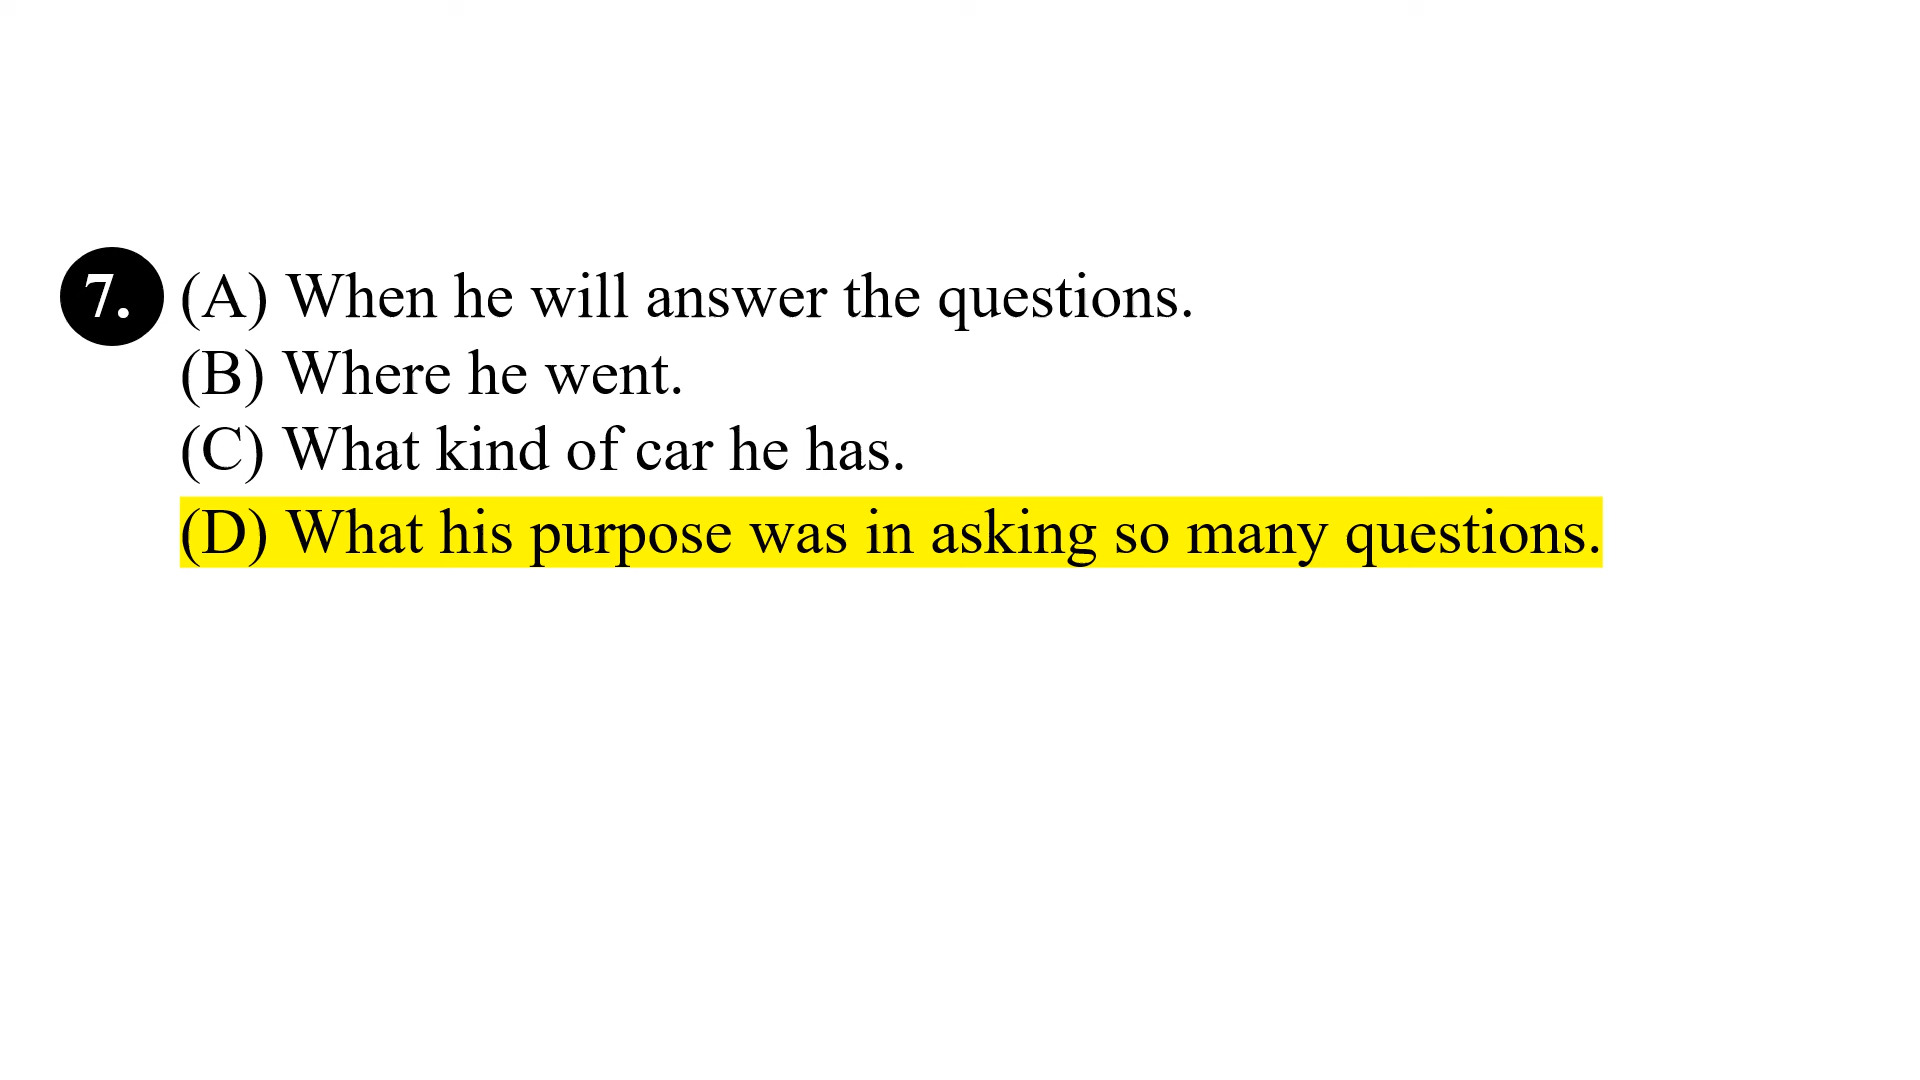 7. (A) When he will answer the questions.
(B) Where he went.
(C) What kind of car he has.
(D) What his purpose was in asking so many questions.